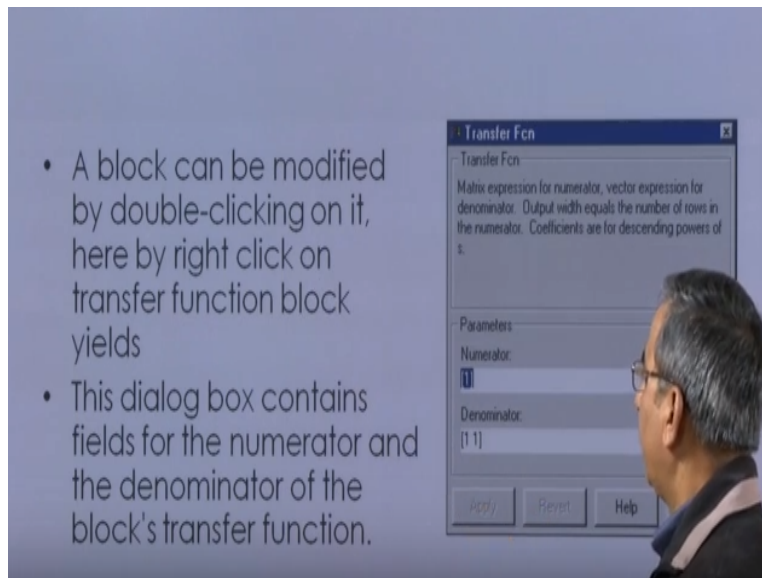 • A block can be modified
by double-clicking on it,
here by right click on
transfer function block
yields
• This dialog box contains
fields for the numerator and
the denominator of the
block's transfer function.
Transfer Fcn
Transfer Fcn
Matrix expression for numerator, vector expression for
denominator. Output width equals the number of rows in
the numerator. Coefficients are for descending powers of
s.
Parameters
Numerator:
[1]
Denominator:
[1 1]
Apply Revert Help